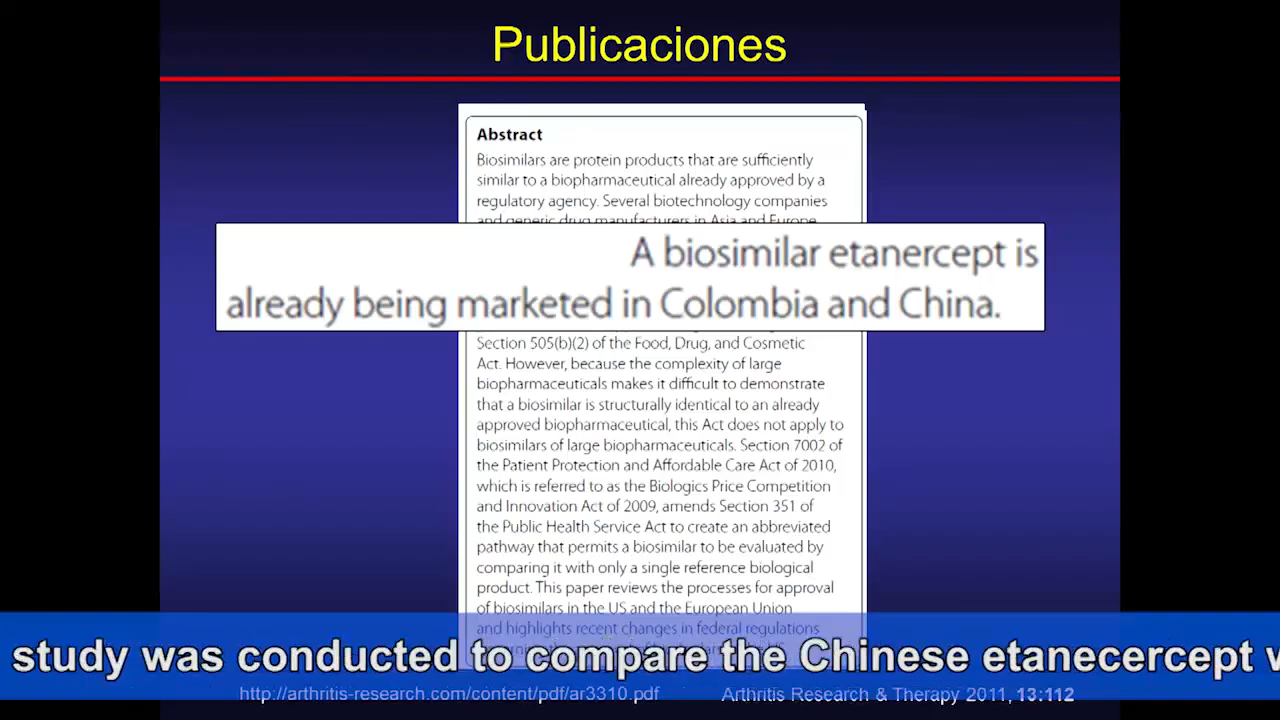 Publicaciones
Abstract
Biosimilars are protein products that are sufficiently
similar to a biopharmaceutical already approved by a
regulatory agency. Several biotechnology companies
and generic drug manufacturers in Asia and Europe
A biosimilar etanercept is
already being marketed in Colombia and China.
Section 505(b)(2) of the Food, Drug, and Cosmetic
Act. However, because the complexity of large
biopharmaceuticals makes it difficult to demonstrate
that a biosimilar is structurally identical to an already
approved biopharmaceutical, this Act does not apply to
biosimilars of large biopharmaceuticals. Section 7002 of
the Patient Protection and Affordable Care Act of 2010,
which is referred to as the Biologics Price Competition
and Innovation Act of 2009, amends Section 351 of
the Public Health Service Act to create an abbreviated
pathway that permits a biosimilar to be evaluated by
comparing it with only a single reference biological
product. This paper reviews the processes for approval
of biosimilars in the US and the European Union
and highlights recent changes in federal regulations
study was conducted to compare the Chinese etanecercept
http://arthritis-research.com/content/pdf/ar3310.pdf
Arthritis Research & Therapy 2011, 13:112